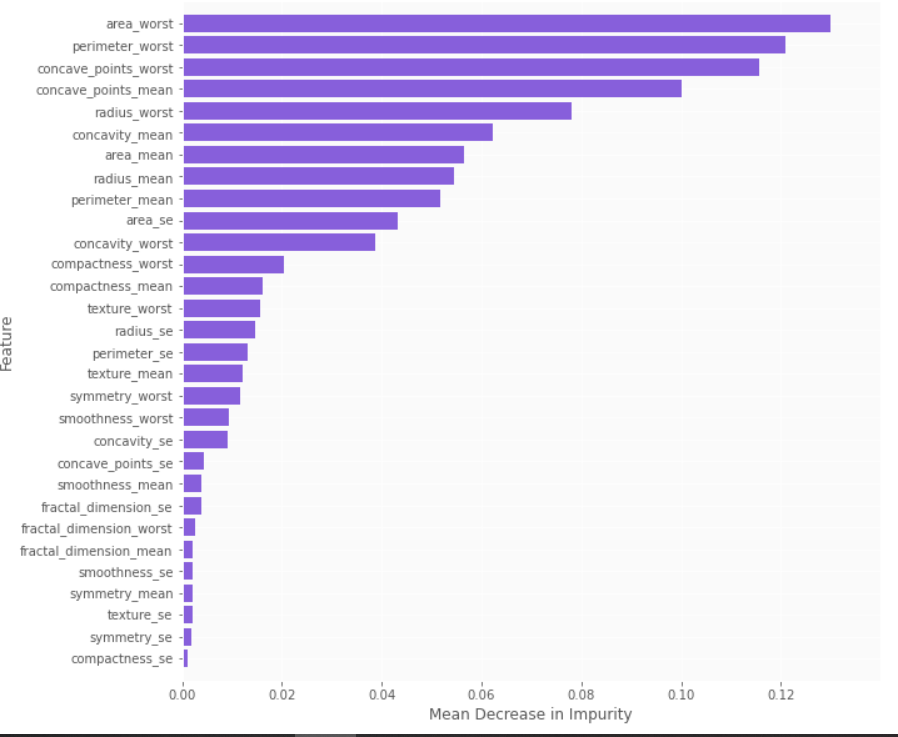 area_worst
perimeter_worst
concave_points_worst
concave_points_mean
radius_worst
concavity_mean
area_mean
radius_mean
perimeter_mean
area_se
concavity_worst
compactness_worst
compactness_mean
texture_worst
radius_se
perimeter_se
texture_mean
symmetry_worst
smoothness_worst
concavity_se
concave_points_se
smoothness_mean
fractal_dimension_se
fractal_dimension_worst
fractal_dimension_mean
smoothness_se
symmetry_mean
texture_se
symmetry_se
compactness_se
Feature
0.00 0.02 0.04 0.06 0.08 0.10 0.12
Mean Decrease in Impurity